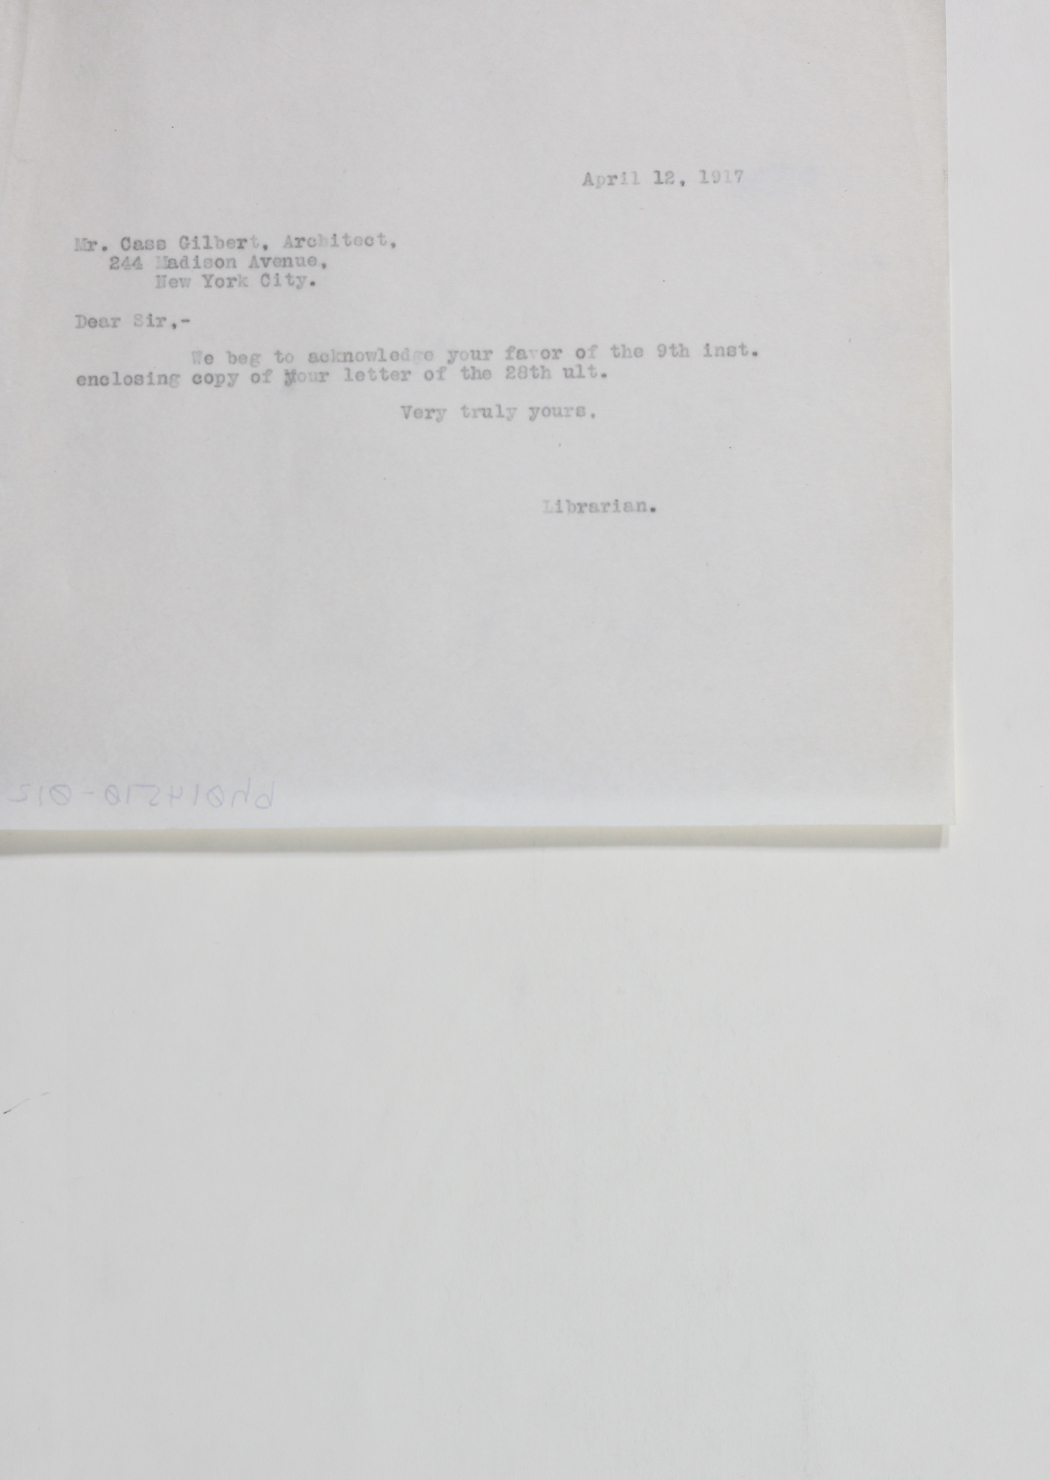 April 12, 1917
Mr. Cass Gilbert, Architect,
244 Madison Avenue,
New York City.
Dear Sir,-
We beg to acknowledge your favor of the 9th inst.
enclosing copy of your letter of the 28th ult.
Very truly yours,
Librarian.